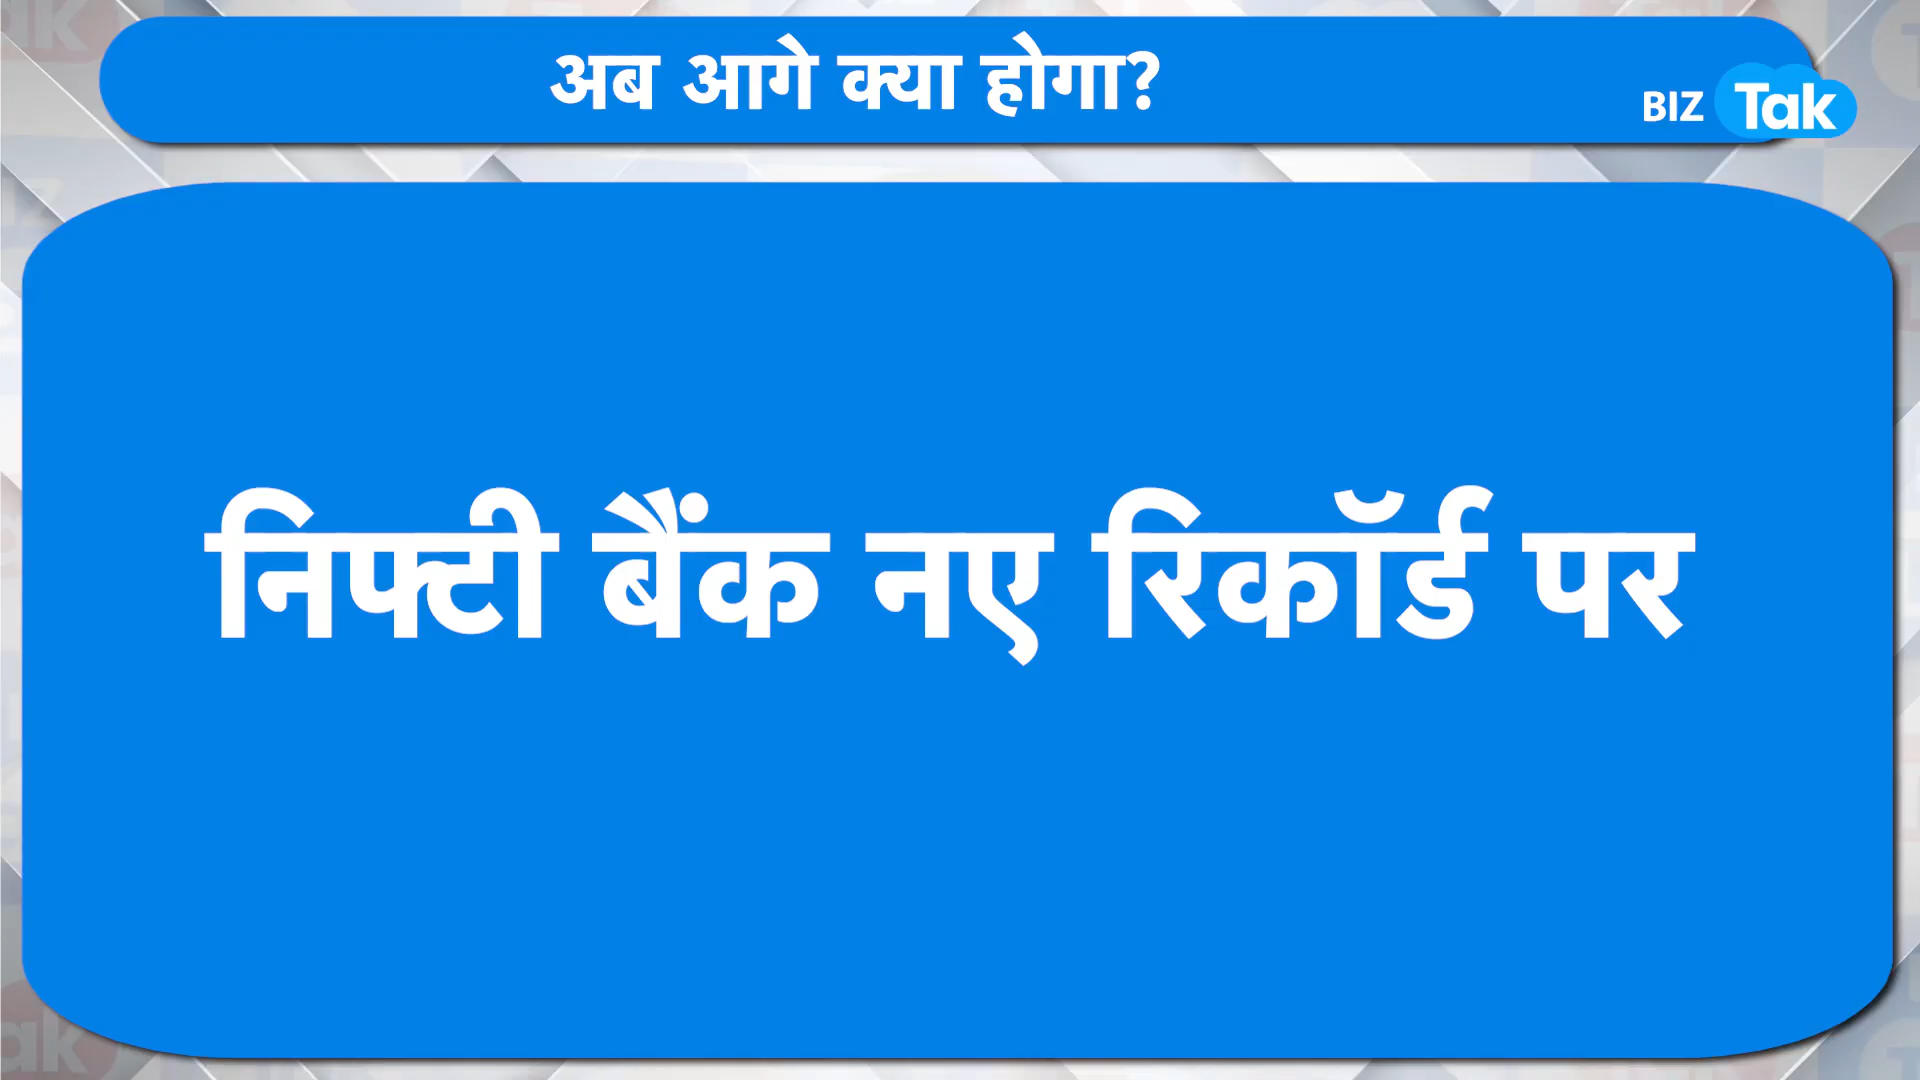 अब आगे क्या होगा?
BIZ Tak
निफ्टी बैंक नए रिकॉर्ड पर